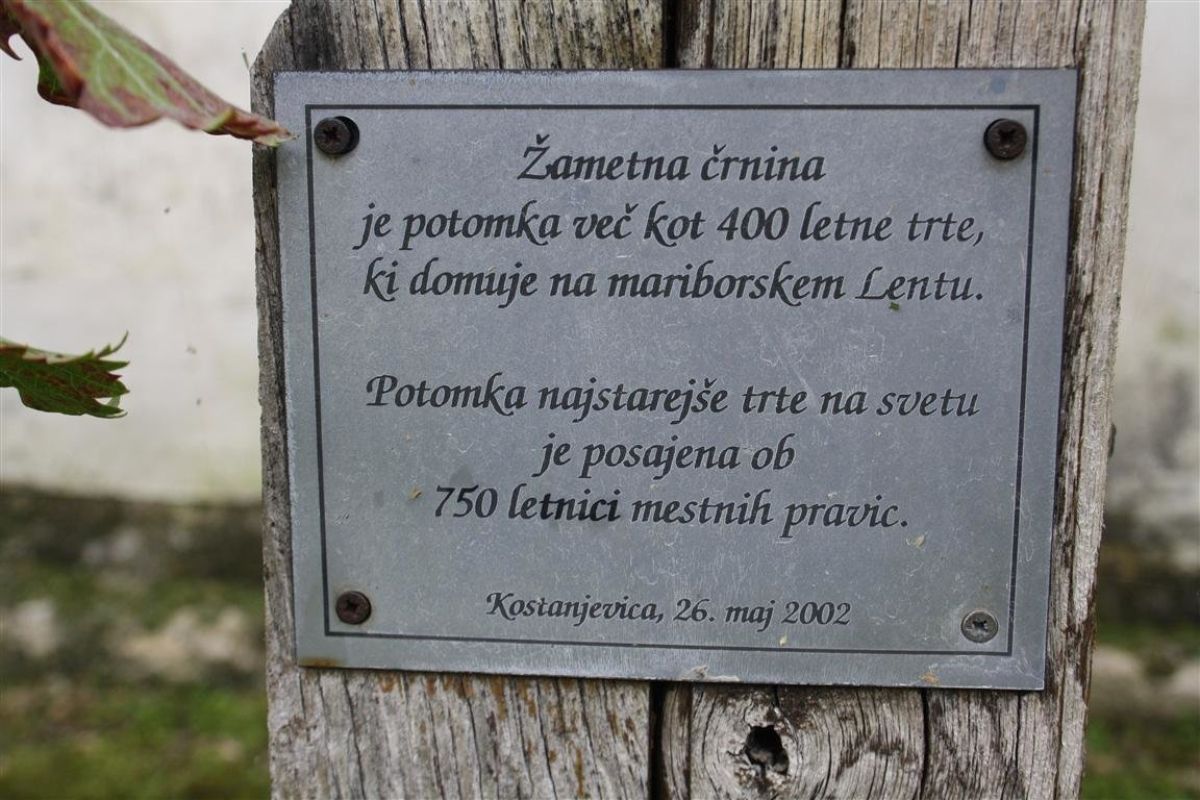 Žametna črnina
je potomka več kot 400 letne trte,
ki domuje na mariborskem Lentu.
Potomka najstarejše trte na svetu
je posajena ob
750 letnici mestnih pravic.
Kostanjevica, 26. maj 2002